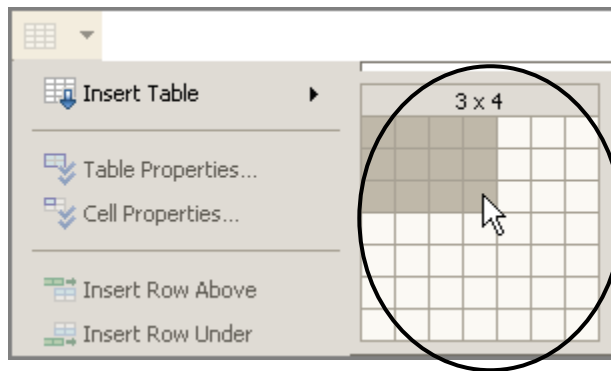 Insert Table
3 x 4
Table Properties...
Cell Properties...
Insert Row Above
Insert Row Under